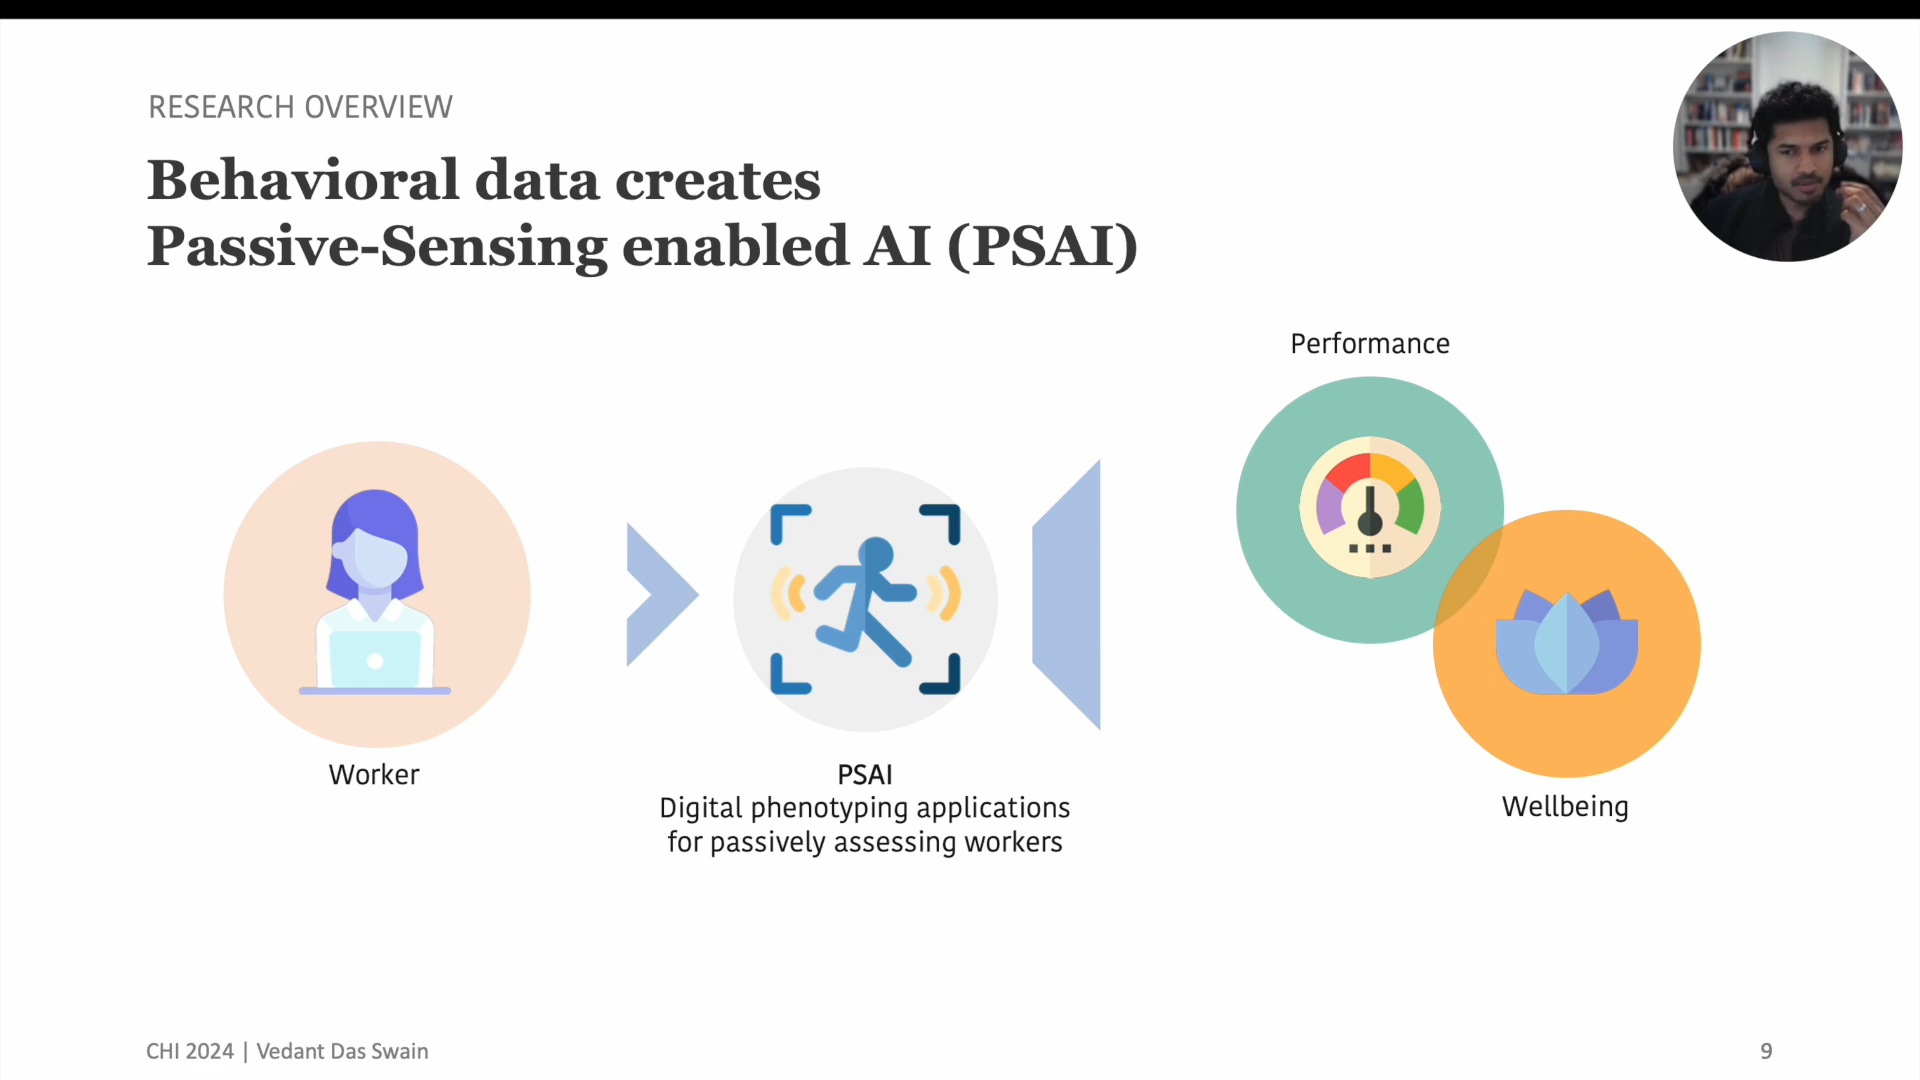 RESEARCH OVERVIEW
Behavioral data creates
Passive-Sensing enabled AI (PSAI)
Performance
Worker
PSAI
Digital phenotyping applications
for passively assessing workers
Wellbeing
CHI 2024 | Vedant Das Swain
9